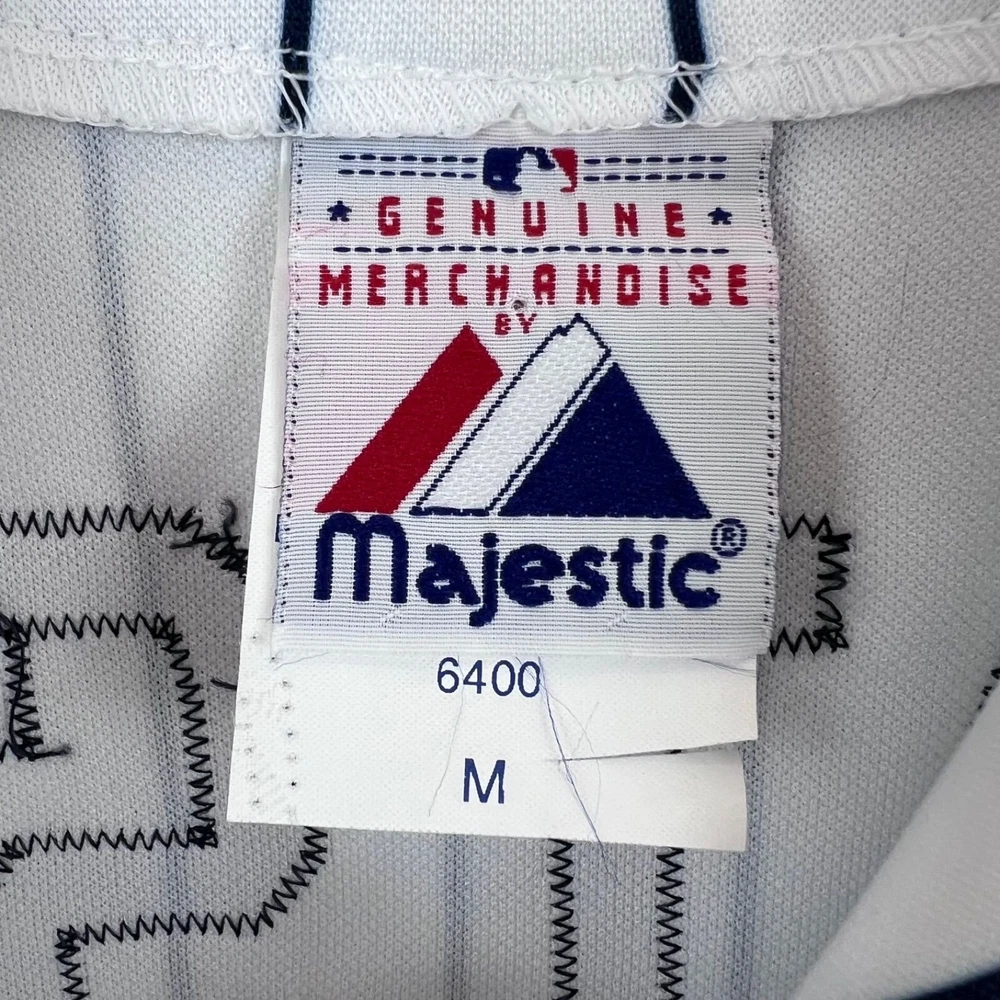 GENUINE
MERCHANDISE
BY
Majestic®
6400
M